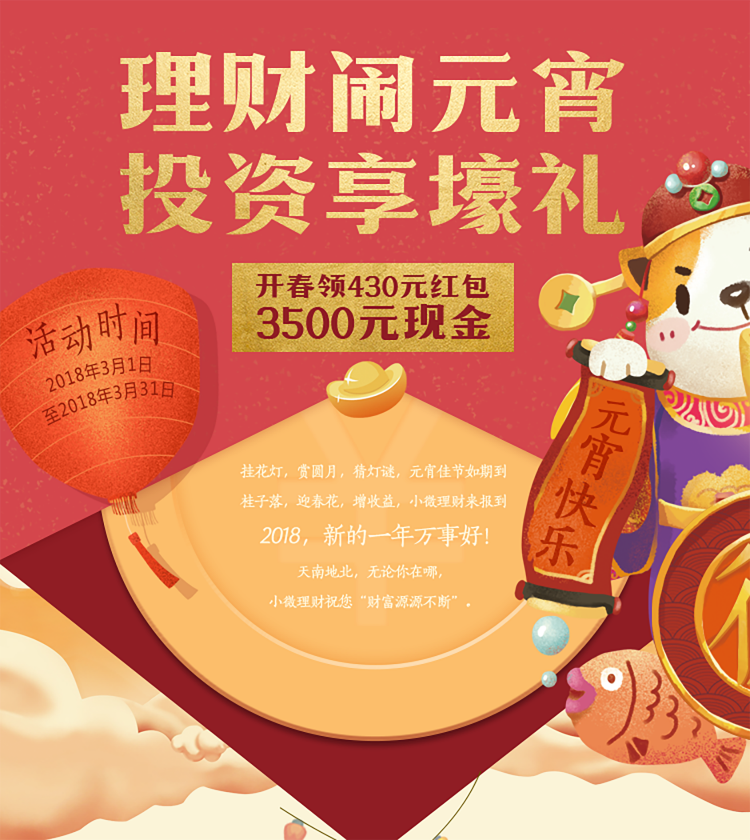 理财闹元宵
投资享壕礼
开春领430元红包
3500元现金
活动时间
2018年3月1日
至2018年3月31日
挂花灯，赏圆月，猜灯谜，元宵佳节如期到
柱子落，迎春花，增收益，小微理财来报到
2018，新的一年万事好！
天南地北，无论你在哪，
小微理财祝您“财富源源不断”。
元宵快乐